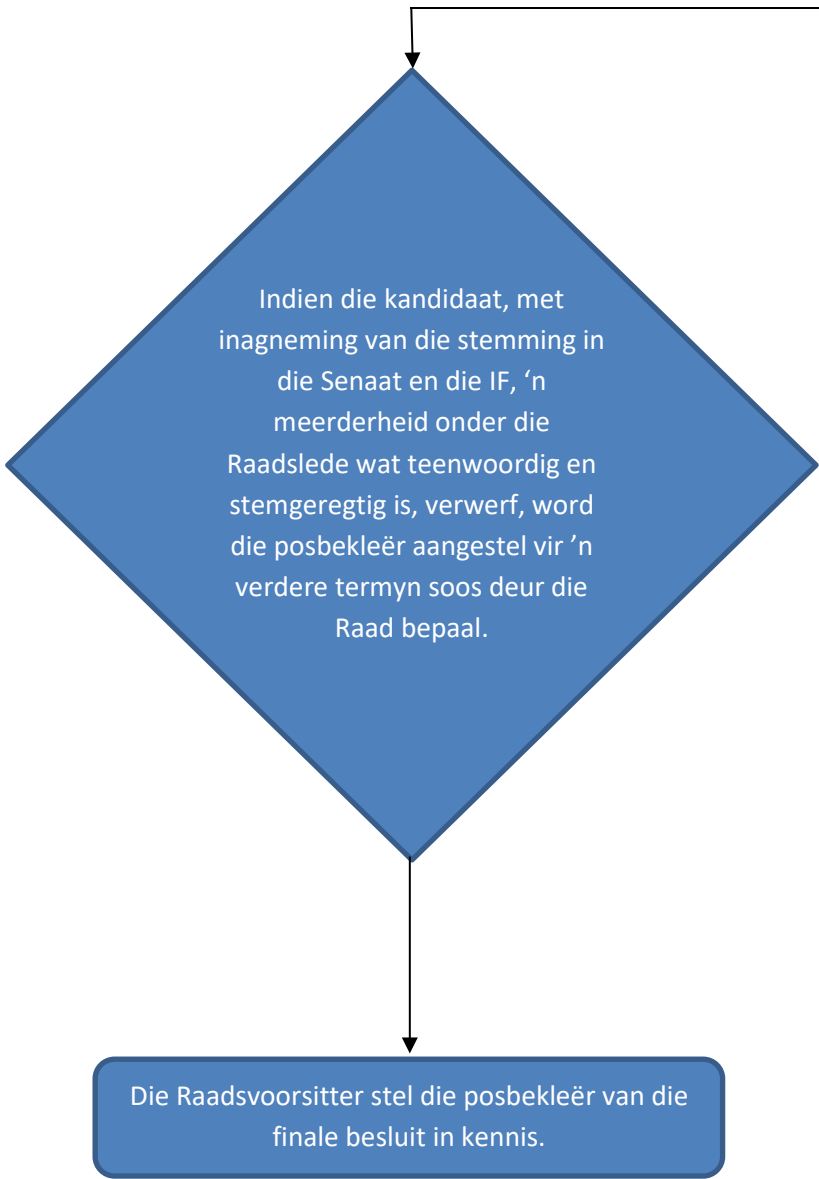 Indien die kandidaat, met
inagneming van die stemming in
die Senaat en die IF, ‘n
meerderheid onder die
Raadslede wat teenwoordig en
stemgeregtig is, verwerf, word
die posbekleër aangestel vir ’n
verdere termyn soos deur die
Raad bepaal.
Die Raadsvoorsitter stel die posbekleër van die
finale besluit in kennis.